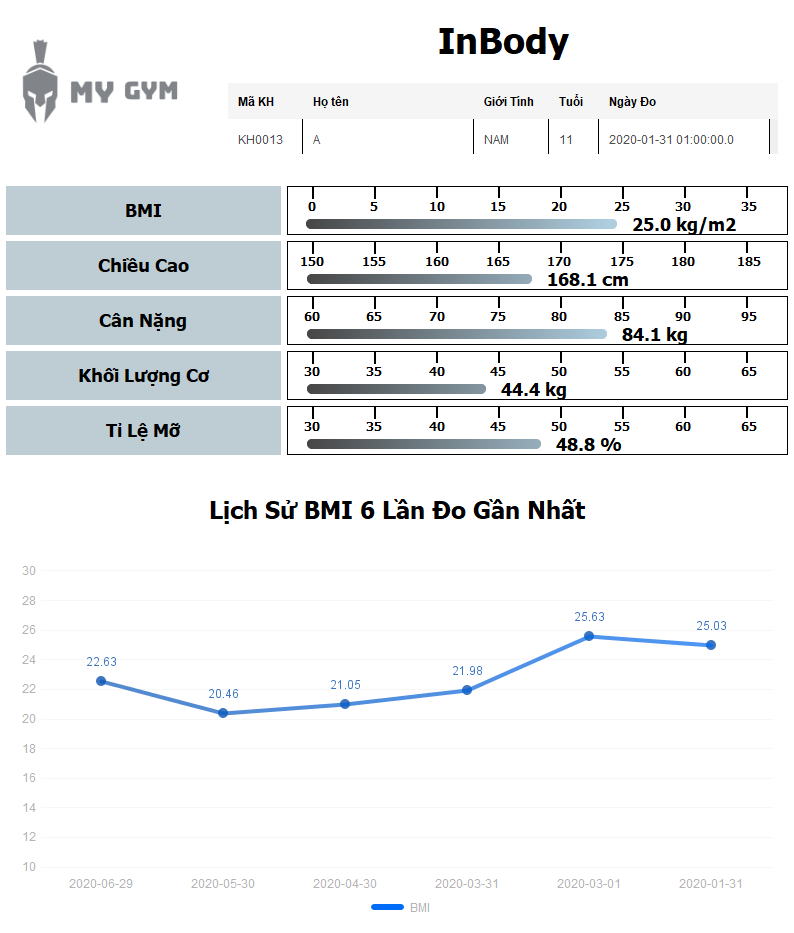 InBody
MY GYM
Mã KH Họ tên Giới Tính Tuổi Ngày Đo
KH0013 A NAM 11 2020-01-31 01:00:00.0
BMI
0 5 10 15 20 25 30 35
25.0 kg/m2
Chiều Cao
150 155 160 165 170 175 180 185
168.1 cm
Cân Nặng
60 65 70 75 80 85 90 95
84.1 kg
Khối Lượng Cơ
30 35 40 45 50 55 60 65
44.4 kg
Tỉ Lệ Mỡ
30 35 40 45 50 55 60 65
48.8 %
Lịch Sử BMI 6 Lần Đo Gần Nhất
30
28
26
24
22
20
18
16
14
12
10
22.63
20.46
21.05
21.98
25.63
25.03
2020-06-29 2020-05-30 2020-04-30 2020-03-31 2020-03-01 2020-01-31
BMI